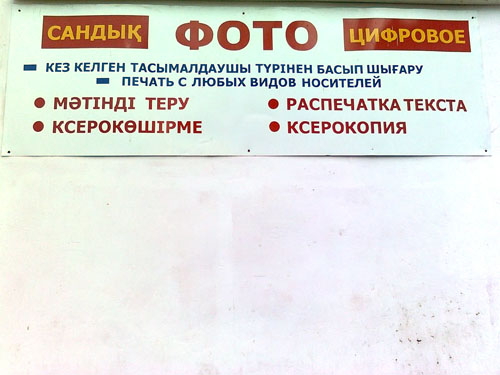 САНДЫҚ ФОТО ЦИФРОВОЕ
КЕЗ КЕЛГЕН ТАСЫМАЛДАУШЫ ТҮРІНЕН БАСЫП ШЫҒАРУ
ПЕЧАТЬ С ЛЮБЫХ ВИДОВ НОСИТЕЛЕЙ
МӘТІНДІ ТЕРУ
РАСПЕЧАТКА ТЕКСТА
КСЕРОКӨШІРМЕ
КСЕРОКОПИЯ